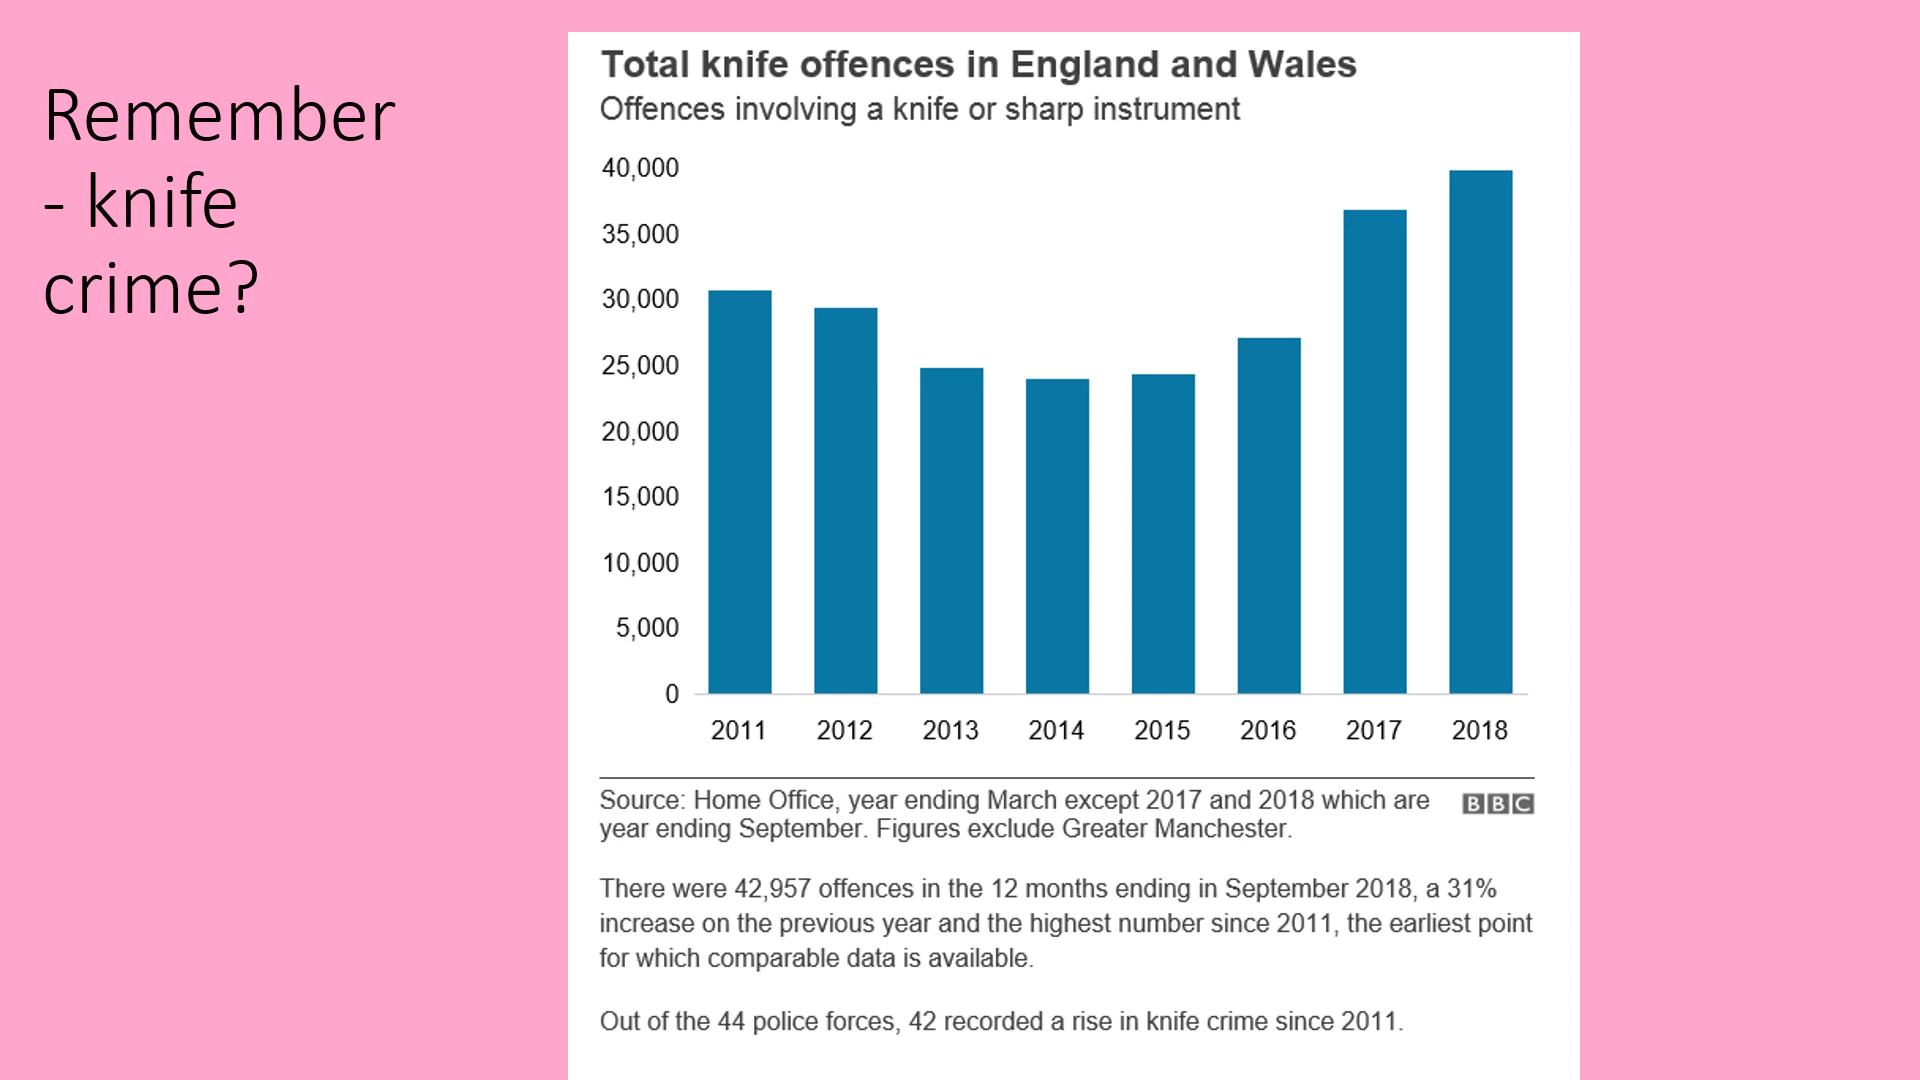 Remember
- knife
crime?
Total knife offences in England and Wales
Offences involving a knife or sharp instrument
40,000
35,000
30,000
25,000
20,000
15,000
10,000
5,000
0
2011 2012 2013 2014 2015 2016 2017 2018
Source: Home Office, year ending March except 2017 and 2018 which are
year ending September. Figures exclude Greater Manchester.
BBC
There were 42,957 offences in the 12 months ending in September 2018, a 31%
increase on the previous year and the highest number since 2011, the earliest point
for which comparable data is available.
Out of the 44 police forces, 42 recorded a rise in knife crime since 2011.